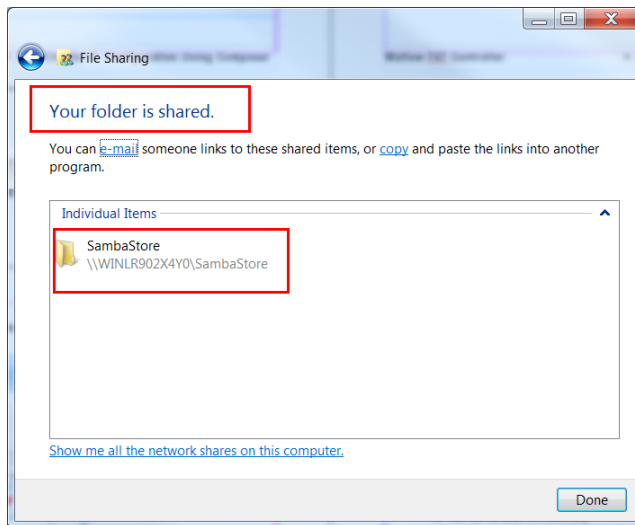 File Sharing
Your folder is shared.
You can e-mail someone links to these shared items, or copy and paste the links into another
program.
Individual Items
SambaStore
\\WINLR902X4Y0\SambaStore
Show me all the network shares on this computer.
Done